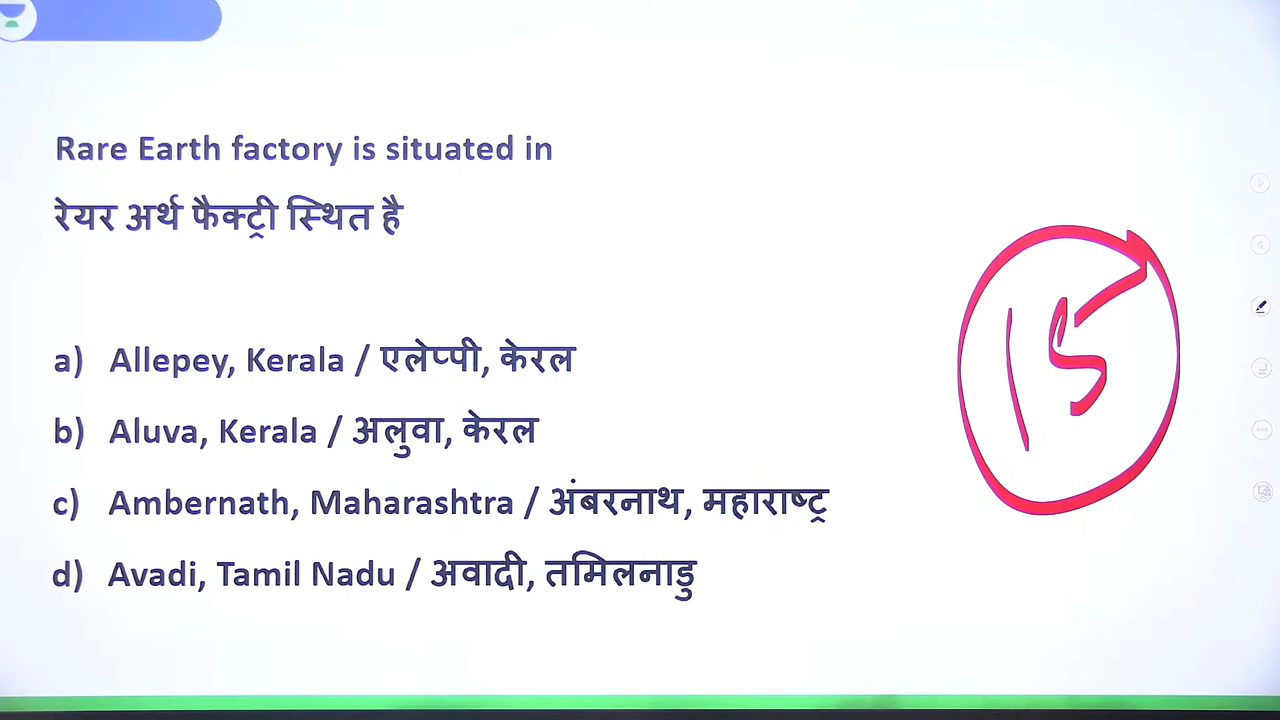 Rare Earth factory is situated in
रेयर अर्थ फैक्ट्री स्थित है
a) Allepey, Kerala / एलेप्पी, केरल
b) Aluva, Kerala / अलुवा, केरल
c) Ambernath, Maharashtra / अंबरनाथ, महाराष्ट्र
d) Avadi, Tamil Nadu / अवादी, तमिलनाडु
15